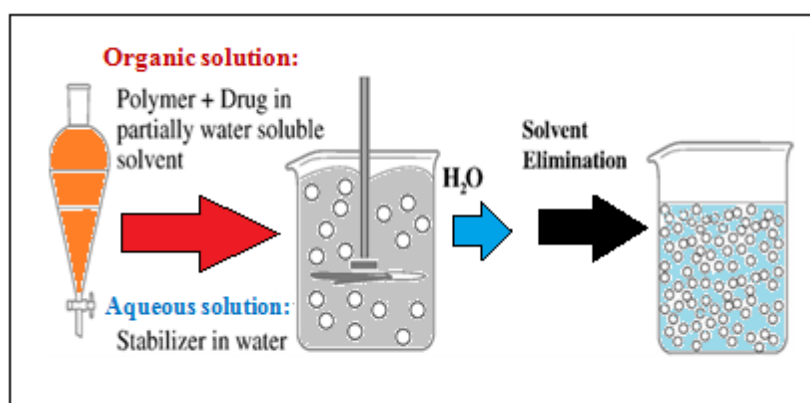 Organic solution:
Polymer + Drug in
partially water soluble
solvent
Aqueous solution:
Stabilizer in water
H₂O
Solvent
Elimination